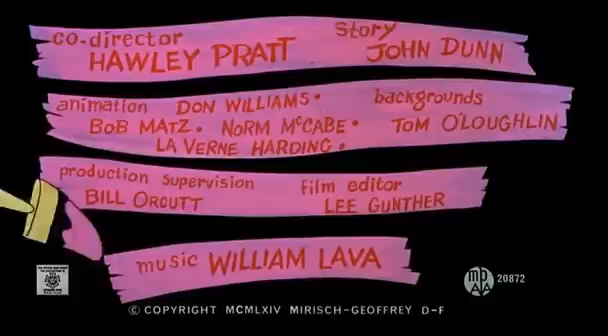 co-director
HAWLEY PRATT
story
JOHN DUNN
animation DON WILLIAMS •
BOB MATZ • NORM McCABE •
LA VERNE HARDING •
backgrounds
TOM O'LOUGHLIN
production supervision
BILL ORCUTT
film editor
LEE GUNTHER
music WILLIAM LAVA
MPAA 20872
© COPYRIGHT MCMLXIV MIRISCH-GEOFFREY D-F